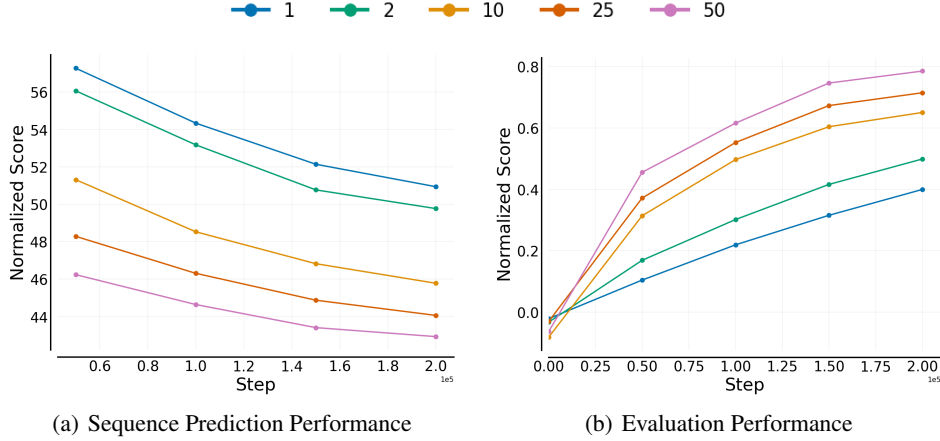 1 2 10 25 50
Normalized Score
56
54
52
50
48
46
44
0.6 0.8 1.0 1.2 1.4 1.6 1.8 2.0
1e5
Step
(a) Sequence Prediction Performance
Normalized Score
0.8
0.6
0.4
0.2
0.0
0.00 0.25 0.50 0.75 1.00 1.25 1.50 1.75 2.00
1e5
Step
(b) Evaluation Performance